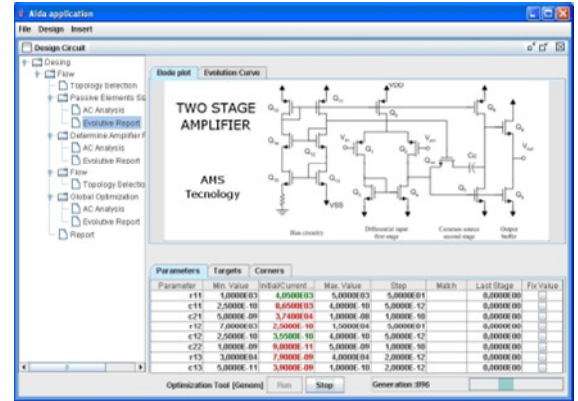 Aida application
File Design Insert
Design Circuit
Desing
Flow
Topology Selection
Passive Elements Si
AC Analysis
Evolutive Report
Determine Amplifier F
AC Analysis
Evolutive Report
Flow
Topology Selectio
Global Optimization
AC Analysis
Evolutive Report
Report
Bode plot Evolution Curve
TWO STAGE
AMPLIFIER
AMS
Tecnology
VDD
VSS
Bias circuitry
Differential input
first stage
Common source
second stage
Output
buffer
Parameters Targets Corners
Parameter Min. Value Initial/Current ... Max. Value Step Match Last Stage Fix Value
r11 1,0000E03 4,0500E03 5,0000E03 5,0000E01 0,0000E00
c11 2,5000E-10 8,6500E03 4,0000E-10 5,0000E-12 0,0000E00
c21 5,0000E-09 3,7400E04 1,0000E-08 1,0000E-10 0,0000E00
r12 7,0000E03 2,5000E-10 1,5000E04 5,0000E01 0,0000E00
c12 2,5000E-10 3,5500E-10 4,0000E-10 5,0000E-12 0,0000E00
c22 1,0000E-09 9,8000E-11 5,0000E-09 1,0000E-10 0,0000E00
r13 3,0000E04 7,9000E-09 4,0000E04 2,0000E-12 0,0000E00
c13 5,0000E-11 3,9000E-09 1,0000E-10 2,0000E-12 0,0000E00
Optimization Tool [Genom] Run Stop Generation :896